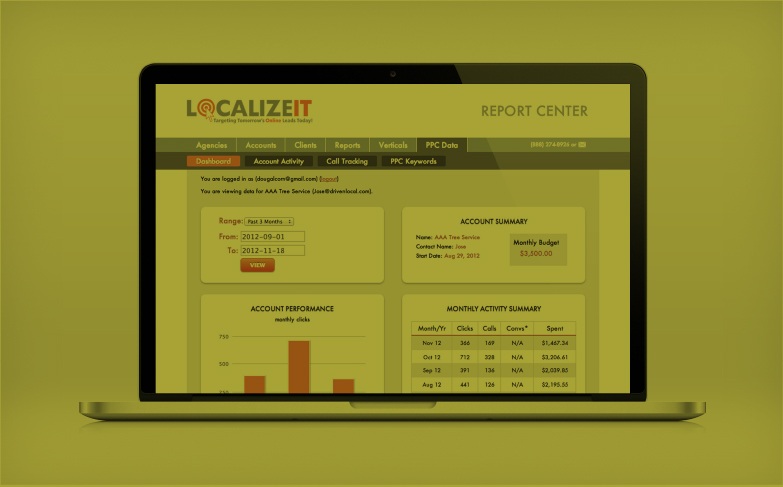 LOCALIZEIT
Targeting Tomorrow's Online Leads Today!
REPORT CENTER
Agencies Accounts Clients Reports Verticals PPC Data
Dashboard Account Activity Call Tracking PPC Keywords
You are logged in as (dougalcorn@gmail.com) (logout)
You are viewing data for AAA Tree Service (Jose@drivenlocal.com).
Range: Past 3 Months
From: 2012-09-01
To: 2012-11-18
VIEW
ACCOUNT SUMMARY
Name: AAA Tree Service
Contact Name: Jose
Start Date: Aug 29, 2012
Monthly Budget
$3,500.00
ACCOUNT PERFORMANCE
monthly clicks
750
500
250
MONTHLY ACTIVITY SUMMARY
Month/Yr Clicks Calls Convs* Spent
Nov 12 366 169 N/A $1,467.34
Oct 12 712 328 N/A $3,206.61
Sep 12 391 136 N/A $2,039.85
Aug 12 441 126 N/A $2,195.55